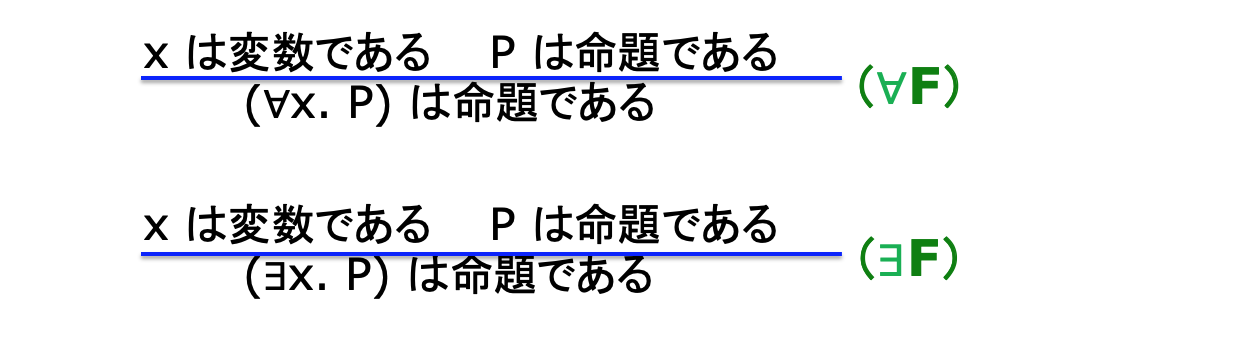 x は変数である P は命題である
(∀x. P) は命題である (∀F)
x は変数である P は命題である
(∃x. P) は命題である (∃F)